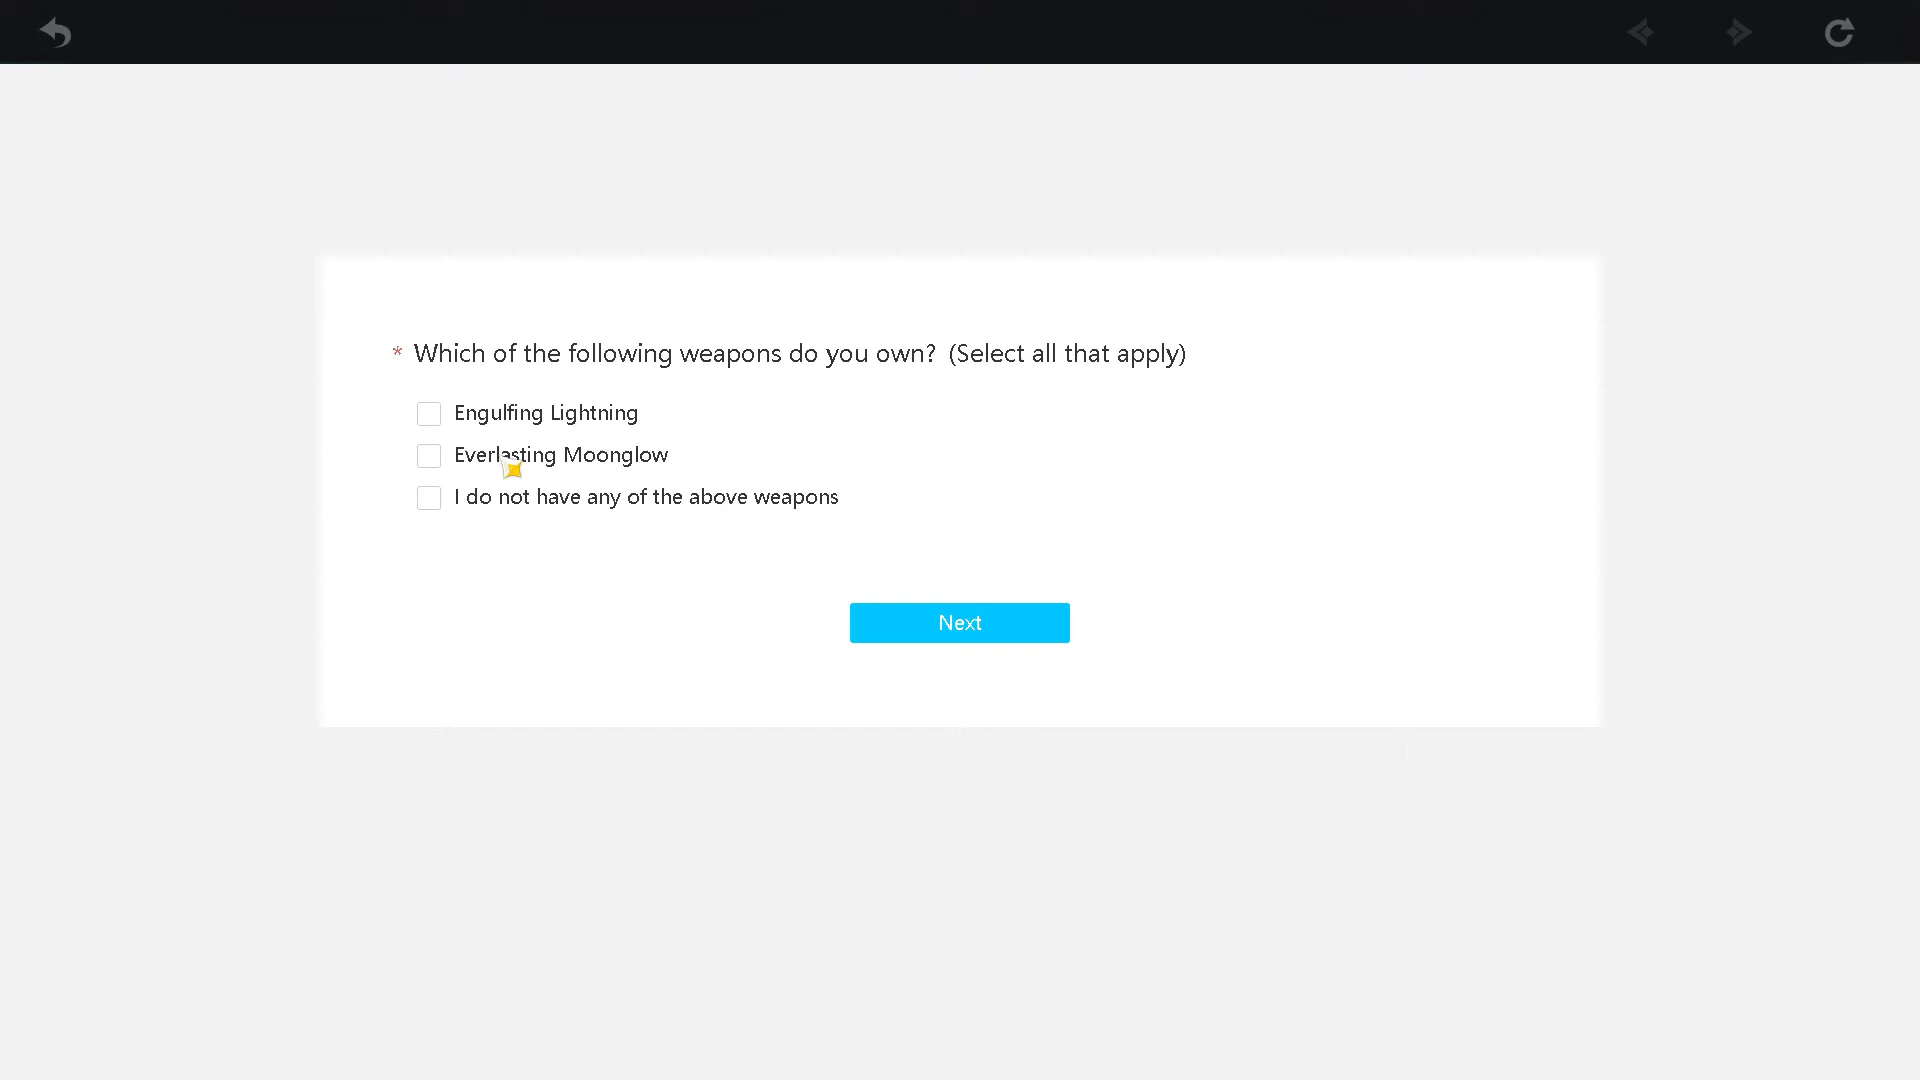 * Which of the following weapons do you own? (Select all that apply)
Engulfing Lightning
Everlasting Moonglow
I do not have any of the above weapons
Next